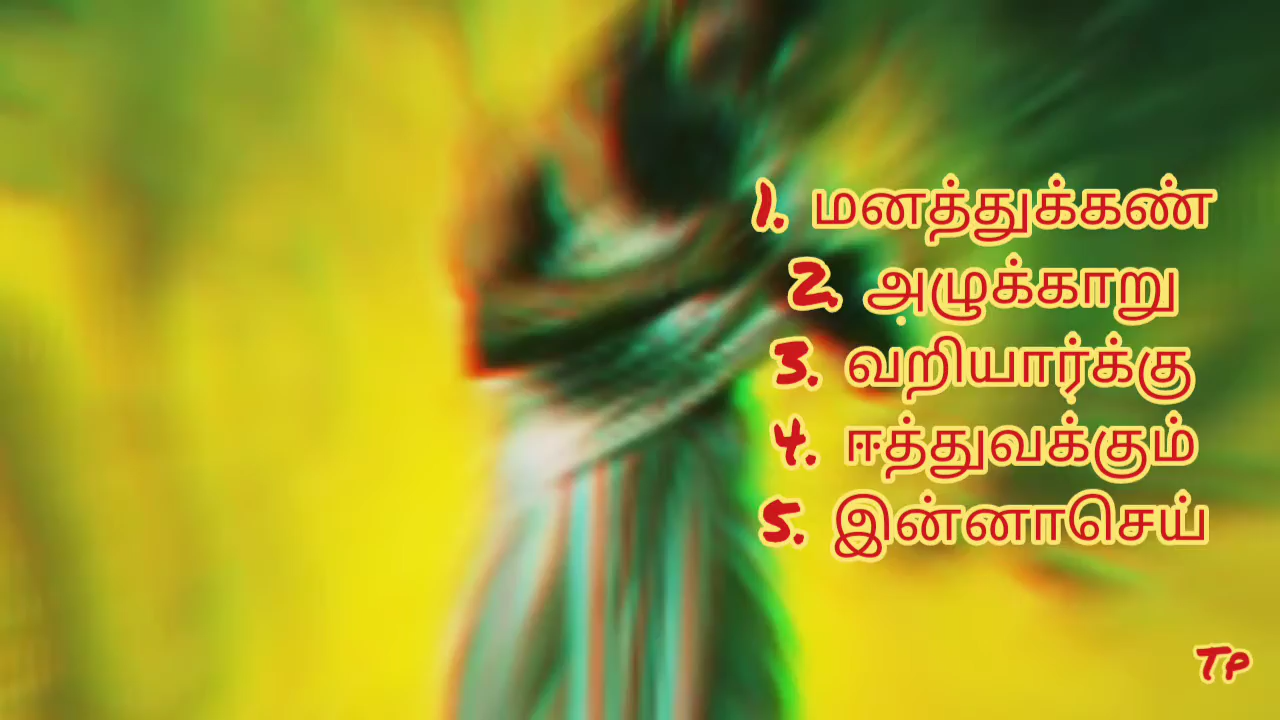 1. மனத்துக்கண்
2. அழுக்காறு
3. வறியார்க்கு
4. ஈத்துவக்கும்
5. இன்னாசெய்
TP